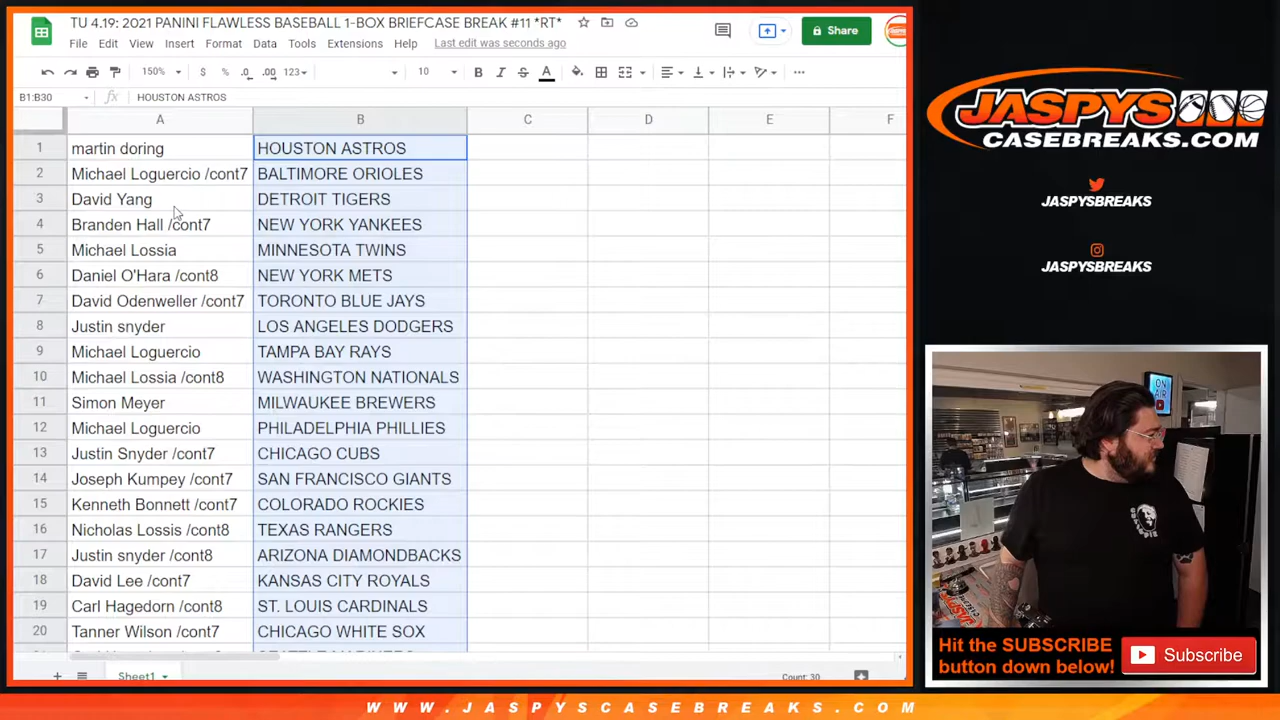 TU 4.19: 2021 PANINI FLAWLESS BASEBALL 1-BOX BRIEFCASE BREAK #11 *RT*
File Edit View Insert Format Data Tools Extensions Help Last edit was seconds ago
Share
150% $ % .0 .00 123 10 B I S A
B1:B30 fx HOUSTON ASTROS
A B C D E F
1 martin doring HOUSTON ASTROS
2 Michael Loguercio /cont7 BALTIMORE ORIOLES
3 David Yang DETROIT TIGERS
4 Branden Hall /cont7 NEW YORK YANKEES
5 Michael Lossia MINNESOTA TWINS
6 Daniel O'Hara /cont8 NEW YORK METS
7 David Odenweller /cont7 TORONTO BLUE JAYS
8 Justin snyder LOS ANGELES DODGERS
9 Michael Loguercio TAMPA BAY RAYS
10 Michael Lossia /cont8 WASHINGTON NATIONALS
11 Simon Meyer MILWAUKEE BREWERS
12 Michael Loguercio PHILADELPHIA PHILLIES
13 Justin Snyder /cont7 CHICAGO CUBS
14 Joseph Kumpey /cont7 SAN FRANCISCO GIANTS
15 Kenneth Bonnett /cont7 COLORADO ROCKIES
16 Nicholas Lossis /cont8 TEXAS RANGERS
17 Justin snyder /cont8 ARIZONA DIAMONDBACKS
18 David Lee /cont7 KANSAS CITY ROYALS
19 Carl Hagedorn /cont8 ST. LOUIS CARDINALS
20 Tanner Wilson /cont7 CHICAGO WHITE SOX
Sheet1
Count: 30
JASPYS
CASEBREAKS.COM
JASPYSBREAKS
JASPYSBREAKS
ON
AIR
Hit the SUBSCRIBE
button down below!
Subscribe
WWW.JASPYSCASEBREAKS.COM